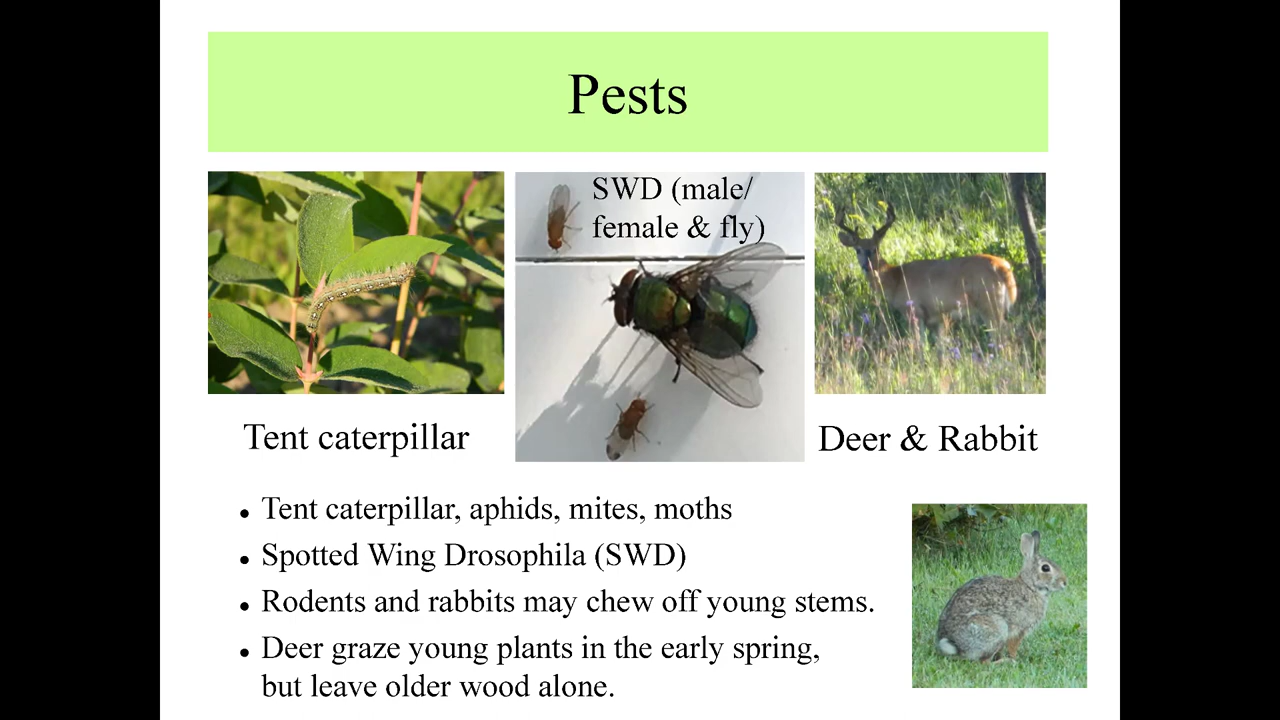 Pests
SWD (male/
female & fly)
Tent caterpillar
Deer & Rabbit
• Tent caterpillar, aphids, mites, moths
• Spotted Wing Drosophila (SWD)
• Rodents and rabbits may chew off young stems.
• Deer graze young plants in the early spring,
but leave older wood alone.